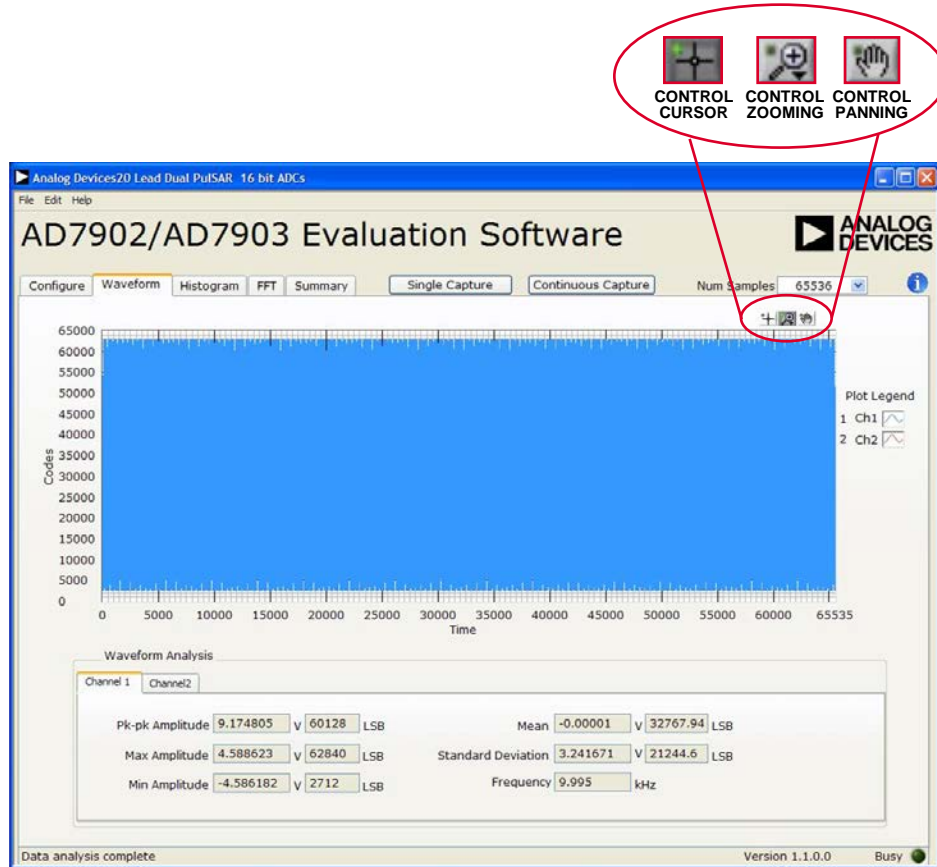 CONTROL CURSOR
CONTROL ZOOMING
CONTROL PANNING
Analog Devices20 Lead Dual PulSAR 16 bit ADCs
File Edit Help
AD7902/AD7903 Evaluation Software
ANALOG DEVICES
Configure Waveform Histogram FFT Summary Single Capture Continuous Capture Num Samples 65536
65000
60000
55000
50000
45000
40000
35000
30000
25000
20000
15000
10000
5000
0
Codes
0 5000 10000 15000 20000 25000 30000 35000 40000 45000 50000 55000 60000 65535
Time
Plot Legend
1 Ch1
2 Ch2
Waveform Analysis
Channel 1 Channel2
Pk-pk Amplitude 9.174805 V 60128 LSB
Max Amplitude 4.588623 V 62840 LSB
Min Amplitude -4.586182 V 2712 LSB
Mean -0.00001 V 32767.94 LSB
Standard Deviation 3.241671 V 21244.6 LSB
Frequency 9.995 kHz
Data analysis complete Version 1.1.0.0 Busy